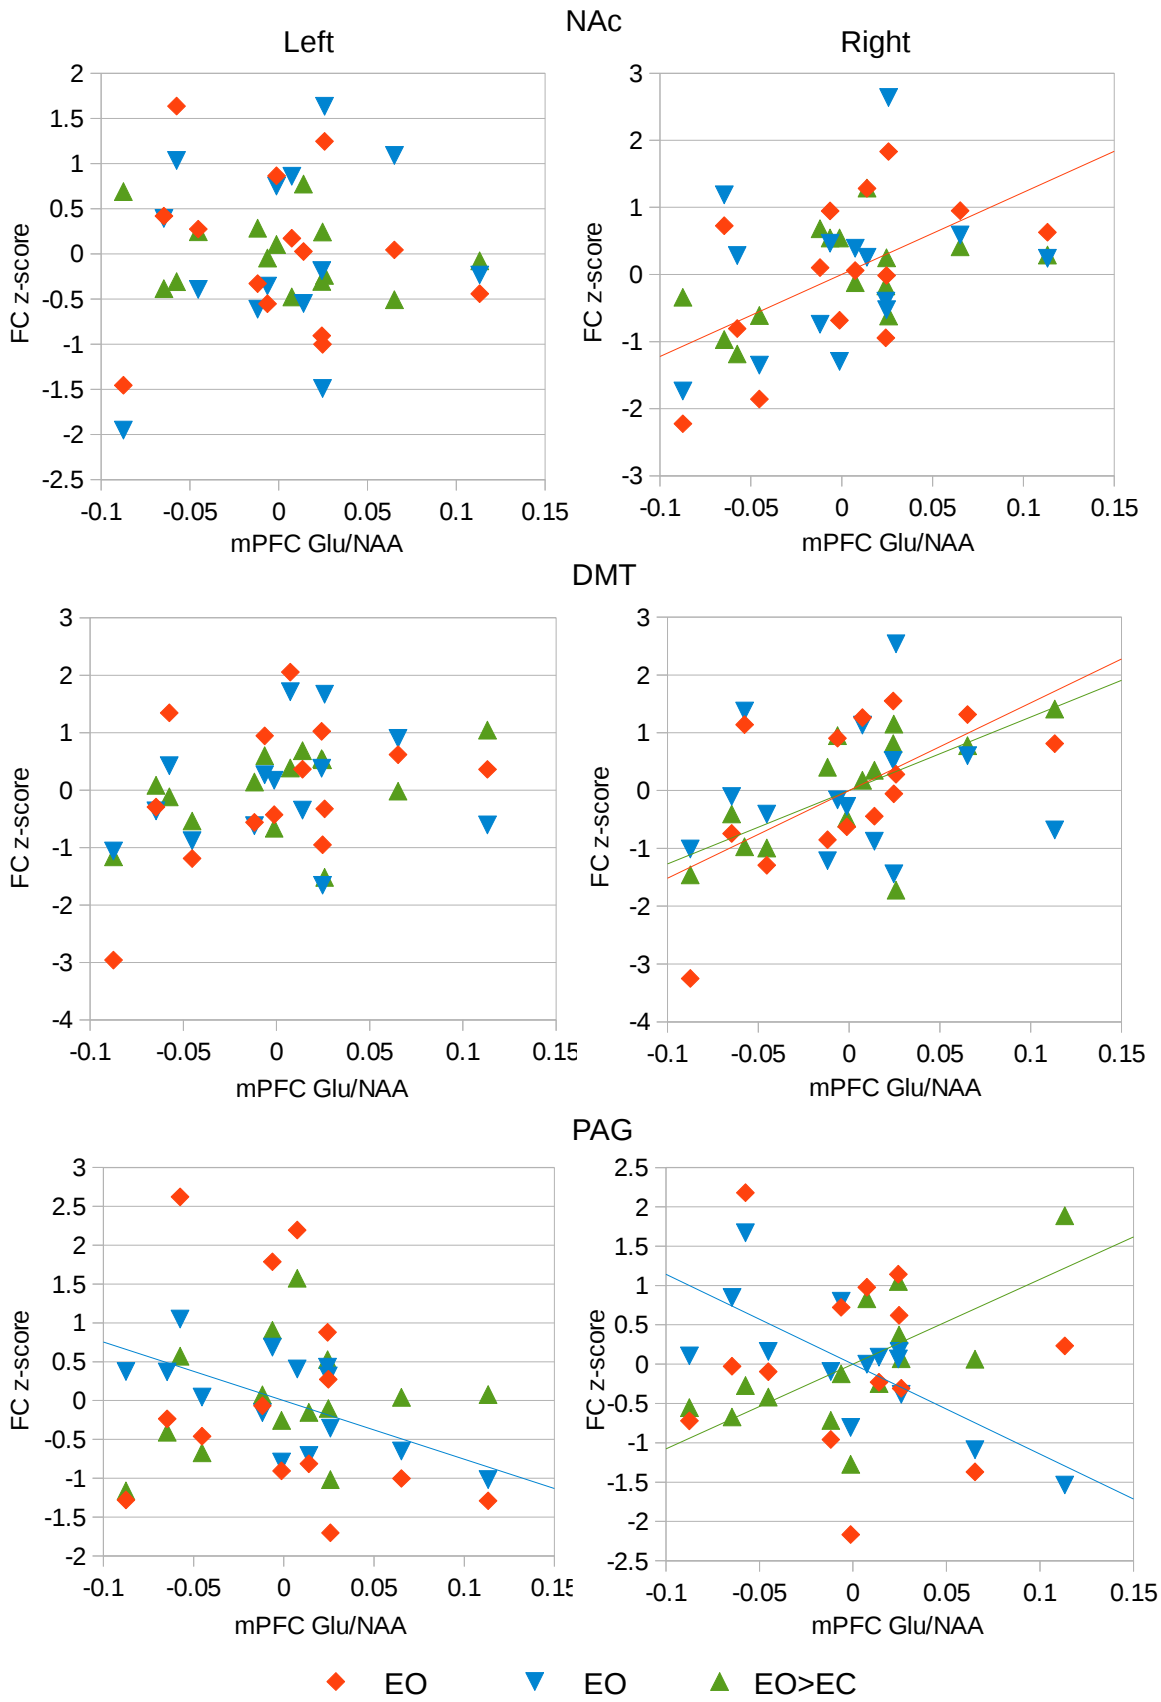 NAc
Left Right
2 3
1.5
1 2
0.5 1
0 0
-0.5
-1 -1
-1.5 -2
-2
-2.5 -3
FC z-score FC z-score
-0.1 -0.05 0 0.05 0.1 0.15 -0.1 -0.05 0 0.05 0.1 0.15
mPFC Glu/NAA mPFC Glu/NAA
DMT
3 3
2 2
1 1
0 0
-1 -1
-2 -2
-3 -3
-4 -4
FC z-score FC z-score
-0.1 -0.05 0 0.05 0.1 0.15 -0.1 -0.05 0 0.05 0.1 0.15
mPFC Glu/NAA mPFC Glu/NAA
PAG
3 2.5
2.5 2
2 1.5
1.5 1
1 0.5
0.5 0
0 -0.5
-0.5 -1
-1 -1.5
-1.5 -2
-2 -2.5
FC z-score FC z-score
-0.1 -0.05 0 0.05 0.1 0.15 -0.1 -0.05 0 0.05 0.1 0.15
mPFC Glu/NAA mPFC Glu/NAA
EO EO EO>EC